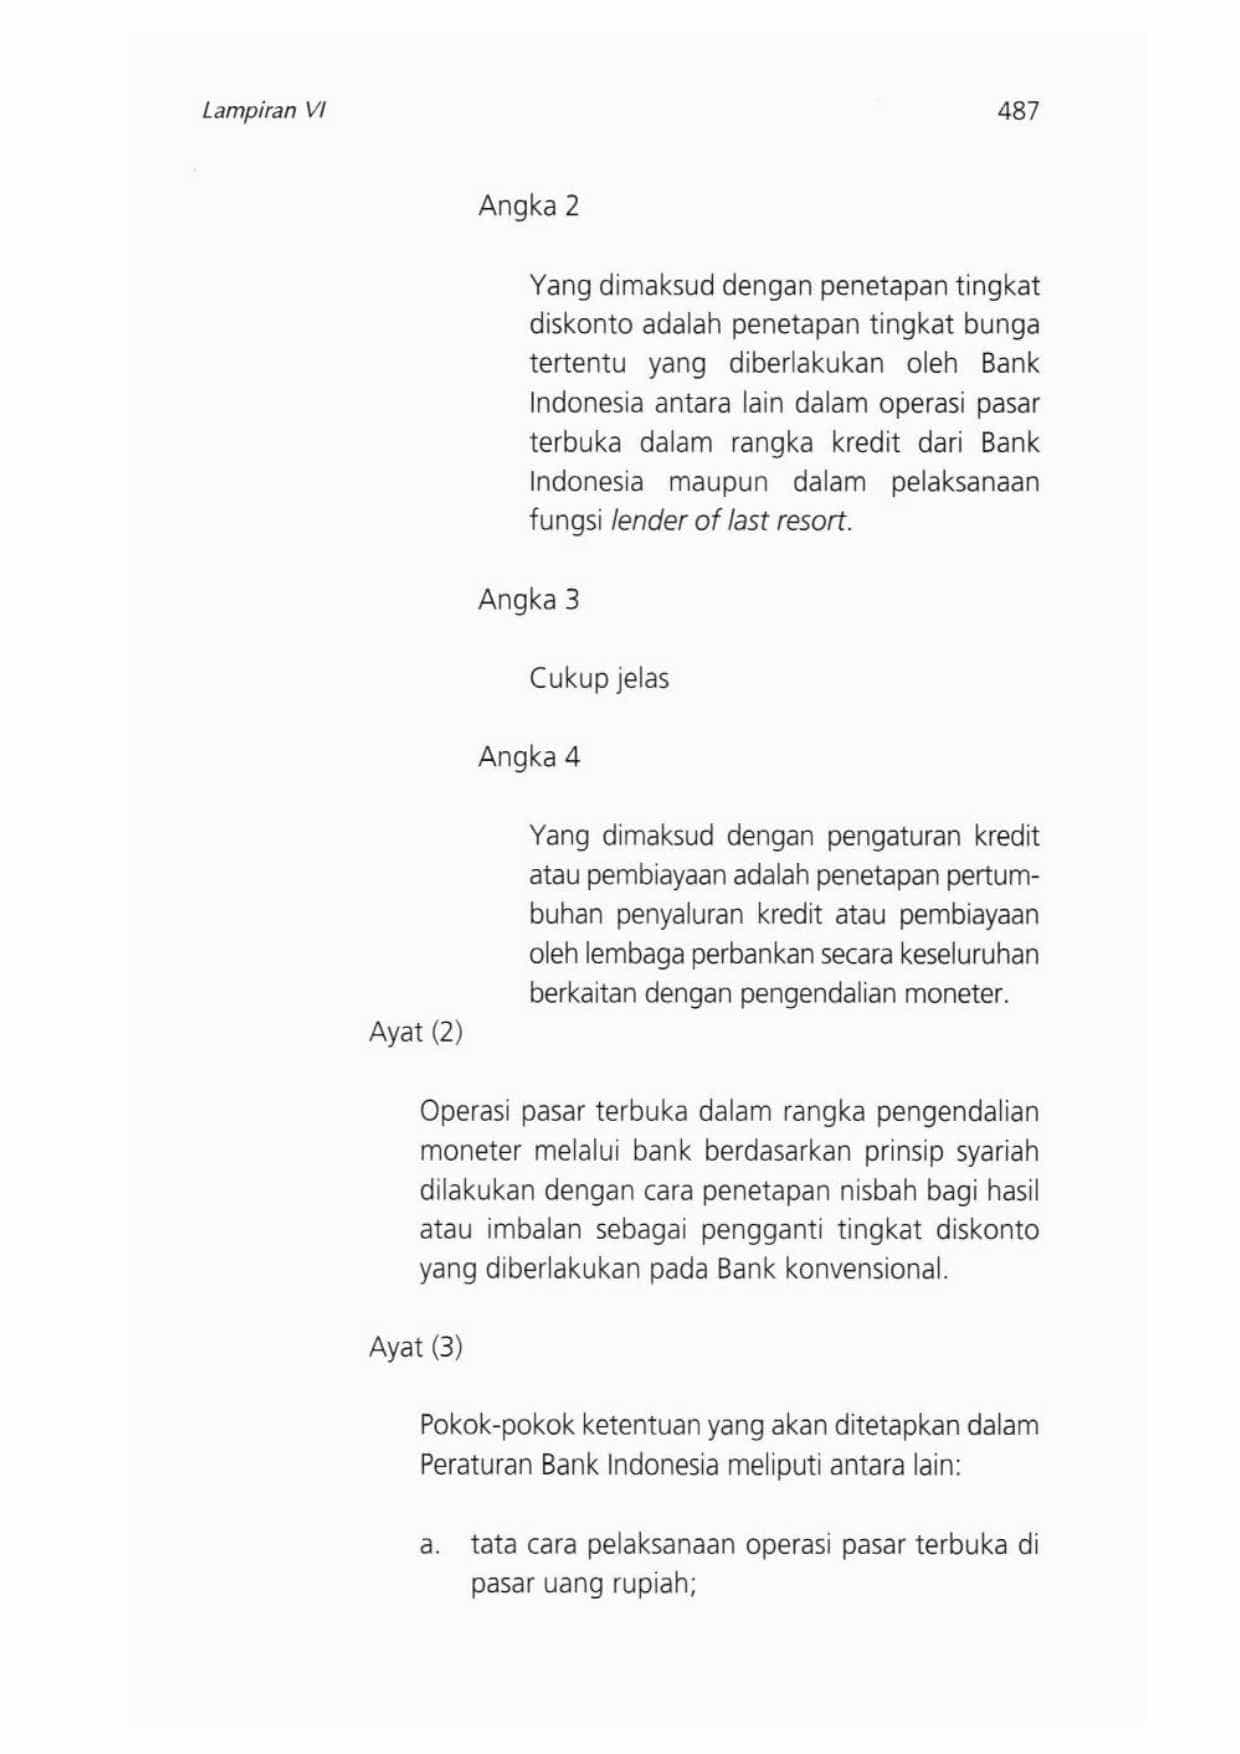 Lampiran VI 487
Angka 2
Yang dimaksud dengan penetapan tingkat
diskonto adalah penetapan tingkat bunga
tertentu yang diberlakukan oleh Bank
Indonesia antara lain dalam operasi pasar
terbuka dalam rangka kredit dari Bank
Indonesia maupun dalam pelaksanaan
fungsi lender of last resort.
Angka 3
Cukup jelas
Angka 4
Yang dimaksud dengan pengaturan kredit
atau pembiayaan adalah penetapan pertum-
buhan penyaluran kredit atau pembiayaan
oleh lembaga perbankan secara keseluruhan
berkaitan dengan pengendalian moneter.
Ayat (2)
Operasi pasar terbuka dalam rangka pengendalian
moneter melalui bank berdasarkan prinsip syariah
dilakukan dengan cara penetapan nisbah bagi hasil
atau imbalan sebagai pengganti tingkat diskonto
yang diberlakukan pada Bank konvensional.
Ayat (3)
Pokok-pokok ketentuan yang akan ditetapkan dalam
Peraturan Bank Indonesia meliputi antara lain:
a. tata cara pelaksanaan operasi pasar terbuka di
pasar uang rupiah;